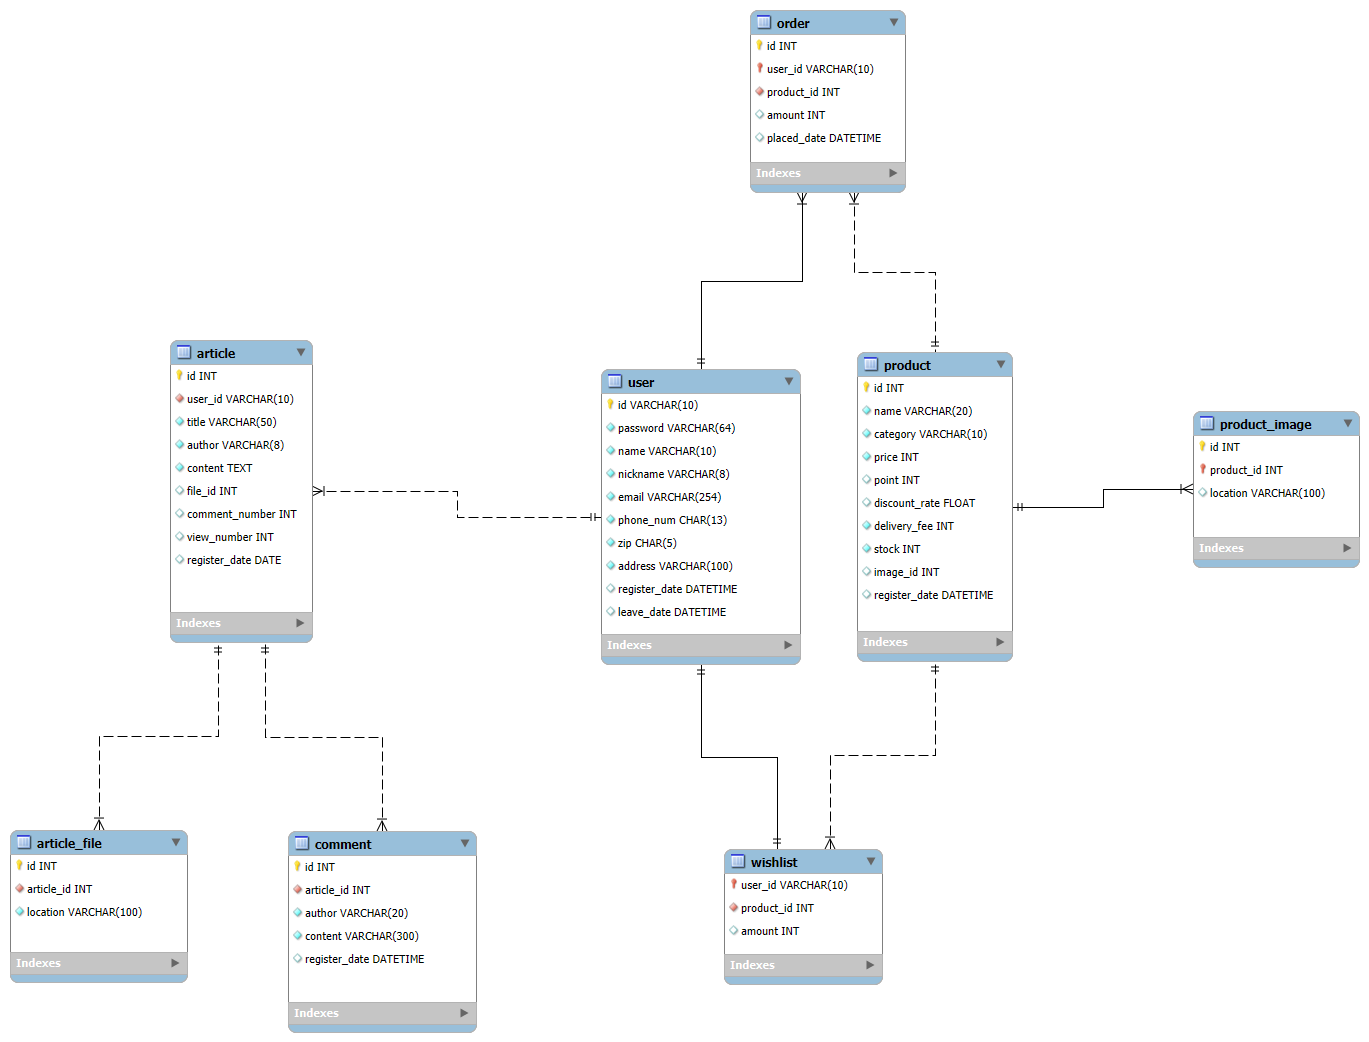 order
id INT
user_id VARCHAR(10)
product_id INT
amount INT
placed_date DATETIME
Indexes
article
id INT
user_id VARCHAR(10)
title VARCHAR(50)
author VARCHAR(8)
content TEXT
file_id INT
comment_number INT
view_number INT
register_date DATE
Indexes
user
id VARCHAR(10)
password VARCHAR(64)
name VARCHAR(10)
nickname VARCHAR(8)
email VARCHAR(254)
phone_num CHAR(13)
zip CHAR(5)
address VARCHAR(100)
register_date DATETIME
leave_date DATETIME
Indexes
product
id INT
name VARCHAR(20)
category VARCHAR(10)
price INT
point INT
discount_rate FLOAT
delivery_fee INT
stock INT
image_id INT
register_date DATETIME
Indexes
product_image
id INT
product_id INT
location VARCHAR(100)
Indexes
article_file
id INT
article_id INT
location VARCHAR(100)
Indexes
comment
id INT
article_id INT
author VARCHAR(20)
content VARCHAR(300)
register_date DATETIME
Indexes
wishlist
user_id VARCHAR(10)
product_id INT
amount INT
Indexes